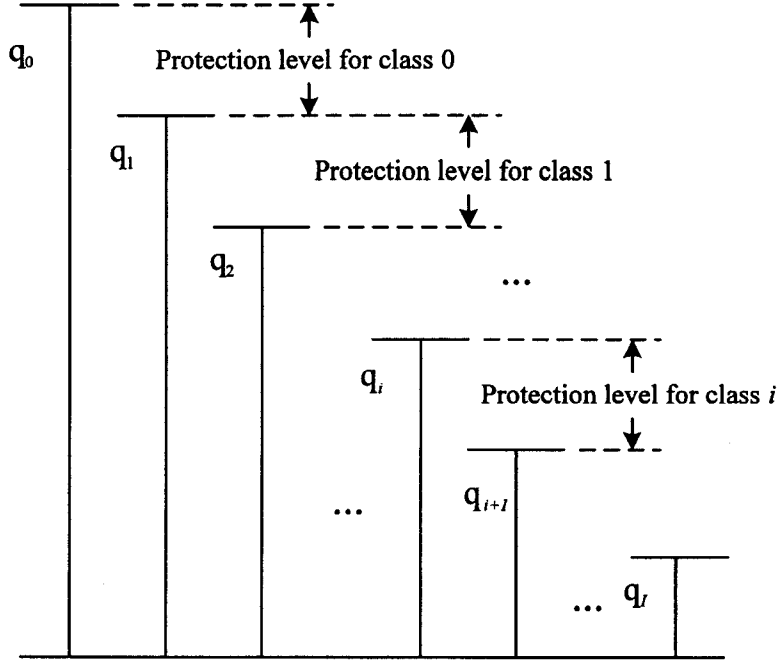 q₀
Protection level for class 0
q₁
Protection level for class 1
q₂
...
qᵢ
Protection level for class i
...
qᵢ₊₁
... q_I